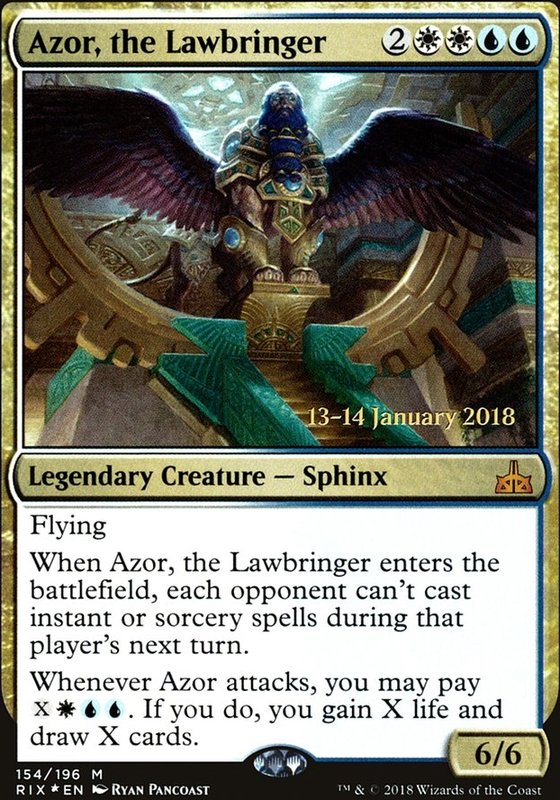 Azor, the Lawbringer 2
13-14 January 2018
Legendary Creature — Sphinx
Flying
When Azor, the Lawbringer enters the
battlefield, each opponent can't cast
instant or sorcery spells during that
player's next turn.
Whenever Azor attacks, you may pay
X. If you do, you gain X life and
draw X cards.
6/6
154/196 M
RIX★EN Ryan Pancoast
™ & © 2018 Wizards of the Coast